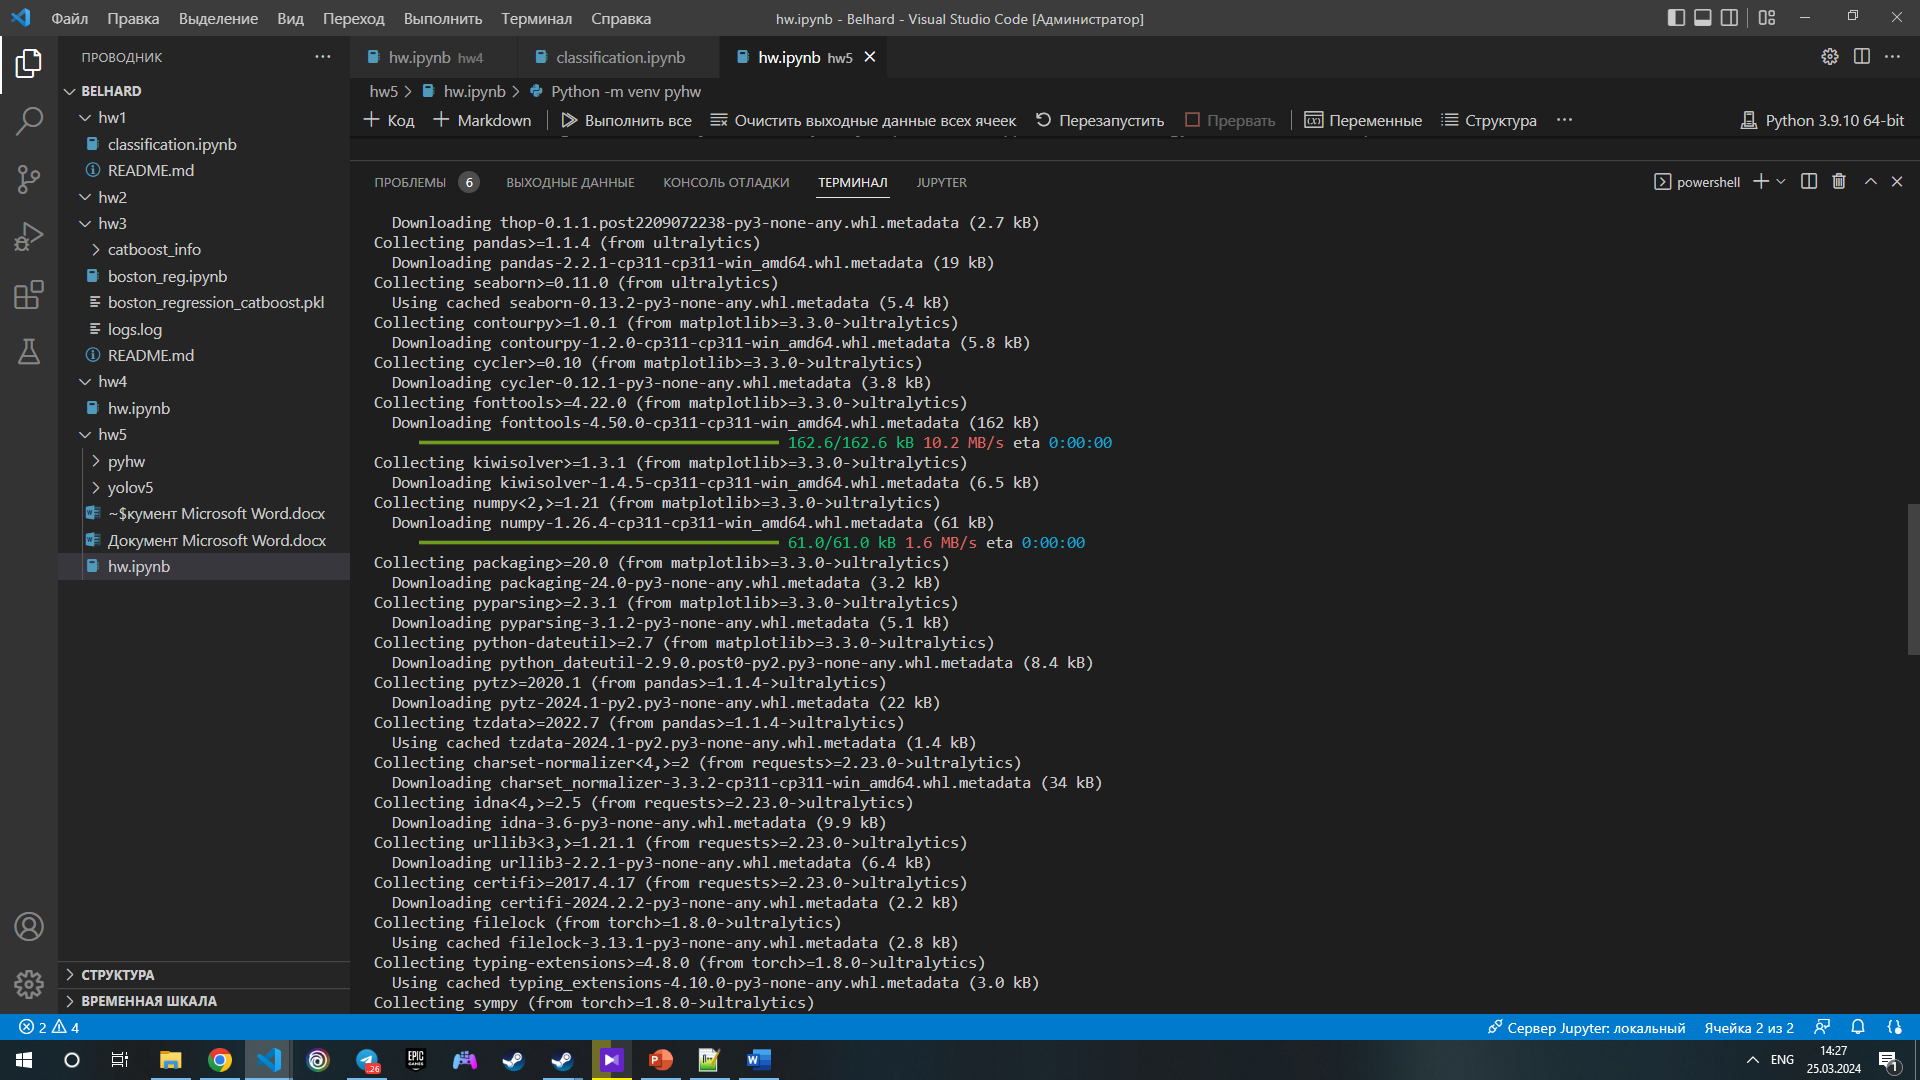 Файл Правка Выделение Вид Переход Выполнить Терминал Справка
hw.ipynb - Belhard - Visual Studio Code [Администратор]
ПРОВОДНИК
hw.ipynb hw4
classification.ipynb
hw.ipynb hw5
BELHARD
hw1
classification.ipynb
README.md
hw2
hw3
catboost_info
boston_reg.ipynb
boston_regression_catboost.pkl
logs.log
README.md
hw4
hw.ipynb
hw5
pyhw
yolov5
~$кумент Microsoft Word.docx
Документ Microsoft Word.docx
hw.ipynb
СТРУКТУРА
ВРЕМЕННАЯ ШКАЛА
hw5 > hw.ipynb > Python -m venv pyhw
Код Markdown Выполнить все Очистить выходные данные всех ячеек Перезапустить Прервать Переменные Структура Python 3.9.10 64-bit
ПРОБЛЕМЫ 6 ВЫХОДНЫЕ ДАННЫЕ КОНСОЛЬ ОТЛАДКИ ТЕРМИНАЛ JUPYTER powershell
Downloading thop-0.1.1.post2209072238-py3-none-any.whl.metadata (2.7 kB)
Collecting pandas>=1.1.4 (from ultralytics)
Downloading pandas-2.2.1-cp311-cp311-win_amd64.whl.metadata (19 kB)
Collecting seaborn>=0.11.0 (from ultralytics)
Using cached seaborn-0.13.2-py3-none-any.whl.metadata (5.4 kB)
Collecting contourpy>=1.0.1 (from matplotlib>=3.3.0->ultralytics)
Downloading contourpy-1.2.0-cp311-cp311-win_amd64.whl.metadata (5.8 kB)
Collecting cycler>=0.10 (from matplotlib>=3.3.0->ultralytics)
Downloading cycler-0.12.1-py3-none-any.whl.metadata (3.8 kB)
Collecting fonttools>=4.22.0 (from matplotlib>=3.3.0->ultralytics)
Downloading fonttools-4.50.0-cp311-cp311-win_amd64.whl.metadata (162 kB)
162.6/162.6 kB 10.2 MB/s eta 0:00:00
Collecting kiwisolver>=1.3.1 (from matplotlib>=3.3.0->ultralytics)
Downloading kiwisolver-1.4.5-cp311-cp311-win_amd64.whl.metadata (6.5 kB)
Collecting numpy<2,>=1.21 (from matplotlib>=3.3.0->ultralytics)
Downloading numpy-1.26.4-cp311-cp311-win_amd64.whl.metadata (61 kB)
61.0/61.0 kB 1.6 MB/s eta 0:00:00
Collecting packaging>=20.0 (from matplotlib>=3.3.0->ultralytics)
Downloading packaging-24.0-py3-none-any.whl.metadata (3.2 kB)
Collecting pyparsing>=2.3.1 (from matplotlib>=3.3.0->ultralytics)
Downloading pyparsing-3.1.2-py3-none-any.whl.metadata (5.1 kB)
Collecting python-dateutil>=2.7 (from matplotlib>=3.3.0->ultralytics)
Downloading python_dateutil-2.9.0.post0-py2.py3-none-any.whl.metadata (8.4 kB)
Collecting pytz>=2020.1 (from pandas>=1.1.4->ultralytics)
Downloading pytz-2024.1-py2.py3-none-any.whl.metadata (22 kB)
Collecting tzdata>=2022.7 (from pandas>=1.1.4->ultralytics)
Using cached tzdata-2024.1-py2.py3-none-any.whl.metadata (1.4 kB)
Collecting charset-normalizer<4,>=2 (from requests>=2.23.0->ultralytics)
Downloading charset_normalizer-3.3.2-cp311-cp311-win_amd64.whl.metadata (34 kB)
Collecting idna<4,>=2.5 (from requests>=2.23.0->ultralytics)
Downloading idna-3.6-py3-none-any.whl.metadata (9.9 kB)
Collecting urllib3<3,>=1.21.1 (from requests>=2.23.0->ultralytics)
Downloading urllib3-2.2.1-py3-none-any.whl.metadata (6.4 kB)
Collecting certifi>=2017.4.17 (from requests>=2.23.0->ultralytics)
Downloading certifi-2024.2.2-py3-none-any.whl.metadata (2.2 kB)
Collecting filelock (from torch>=1.8.0->ultralytics)
Using cached filelock-3.13.1-py3-none-any.whl.metadata (2.8 kB)
Collecting typing-extensions>=4.8.0 (from torch>=1.8.0->ultralytics)
Using cached typing_extensions-4.10.0-py3-none-any.whl.metadata (3.0 kB)
Collecting sympy (from torch>=1.8.0->ultralytics)
2 4 Сервер Jupyter: локальный Ячейка 2 из 2
26
EPIC GAMES
ENG
14:27
25.03.2024
1